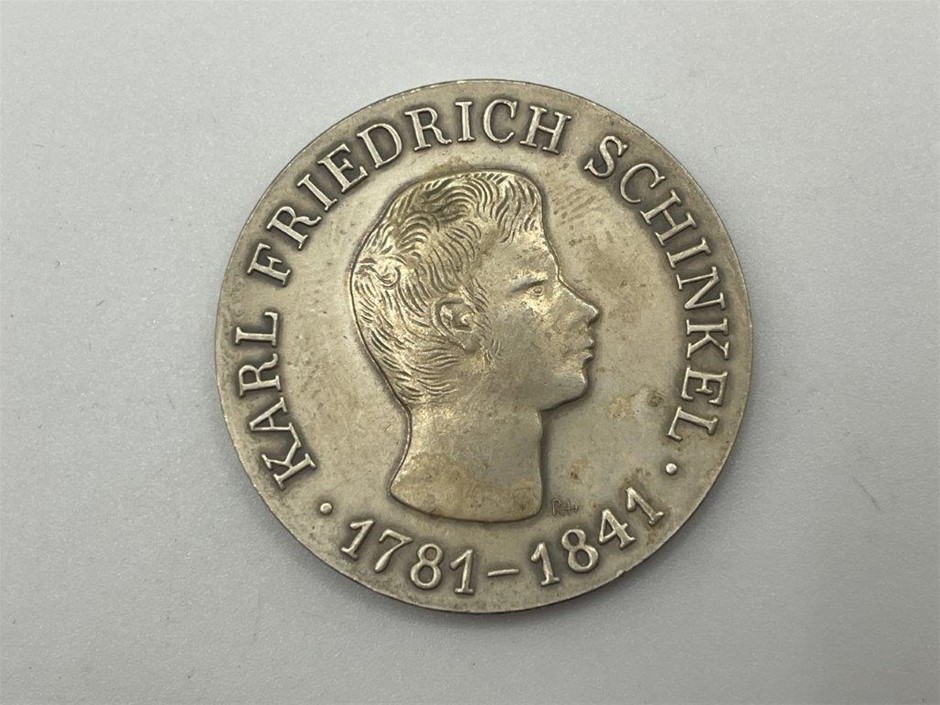 KARL FRIEDRICH SCHINKEL
· 1781–1841 ·